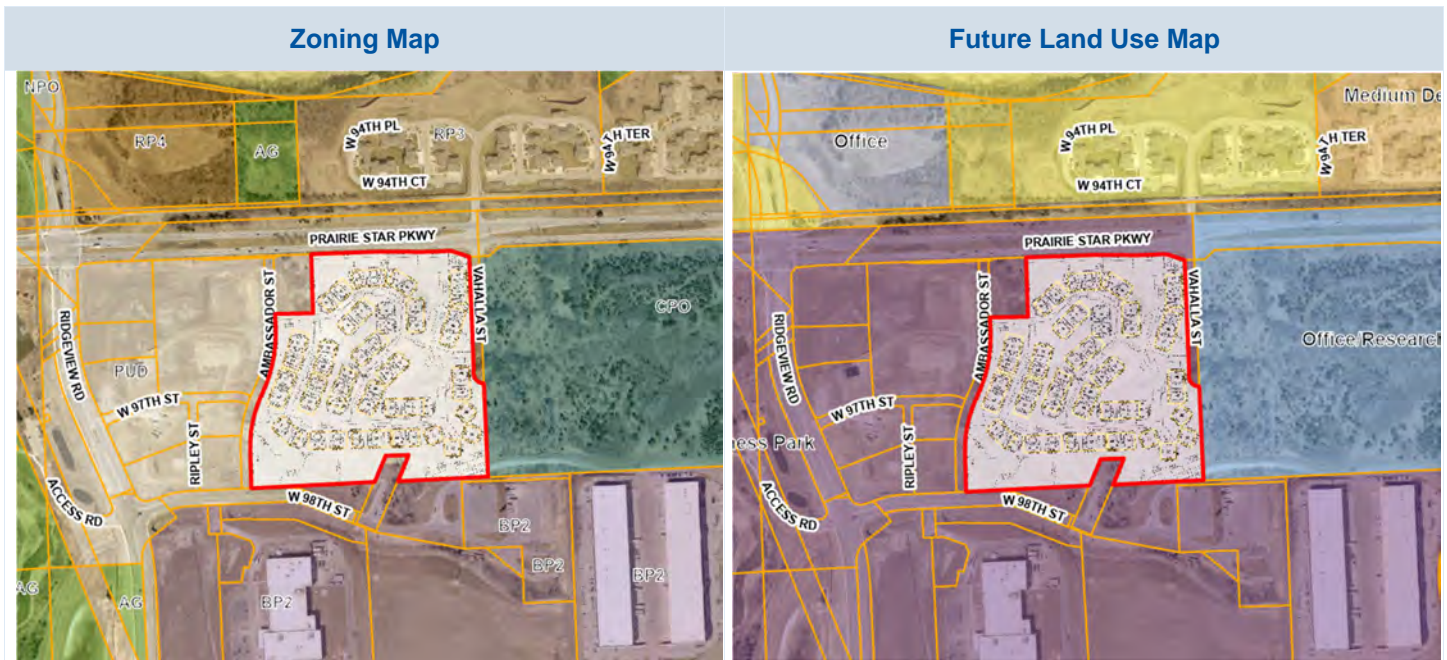 Zoning Map
NPO
RP4
AG
W 94TH PL
RP3
W 94TH TER
W 94TH CT
PRAIRIE STAR PKWY
AMBASSADOR ST
VAHALLA ST
CPO
RIDGEVIEW RD
PUD
W 97TH ST
RIPLEY ST
ACCESS RD
W 98TH ST
BP2
BP2
BP2
AG
AG
BP2
Future Land Use Map
Medium De
Office
W 94TH PL
W 94TH TER
W 94TH CT
PRAIRIE STAR PKWY
AMBASSADOR ST
VAHALLA ST
RIDGEVIEW RD
Office/Research
W 97TH ST
ness Park
RIPLEY ST
ACCESS RD
W 98TH ST